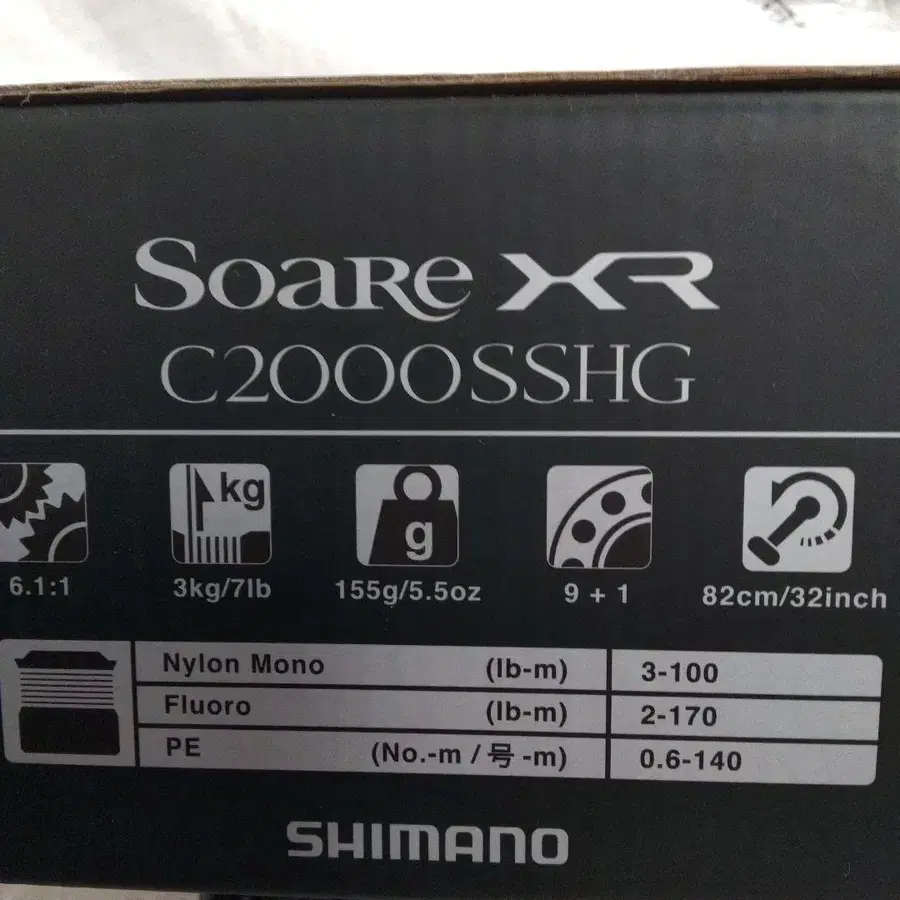 Soare XR
C2000SSHG
kg
g
6.1:1 3kg/7lb 155g/5.5oz 9 + 1 82cm/32inch
Nylon Mono (lb-m) 3-100
Fluoro (lb-m) 2-170
PE (No.-m / 号 -m) 0.6-140
SHIMANO